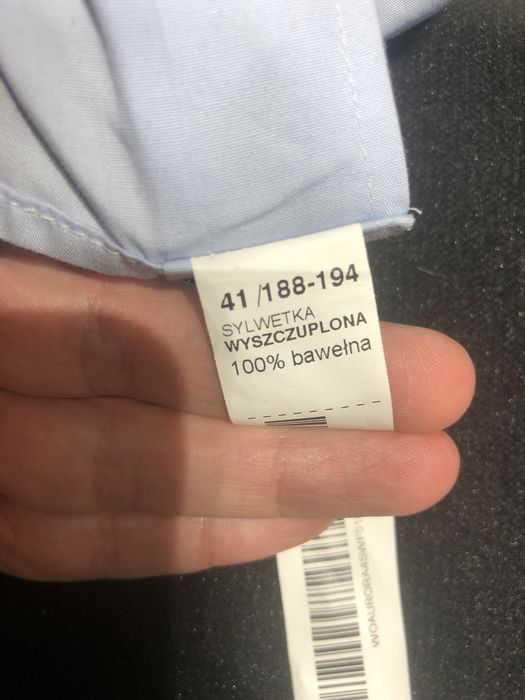 41 /188-194
SYLWETKA
WYSZCZUPLONA
100% bawełna